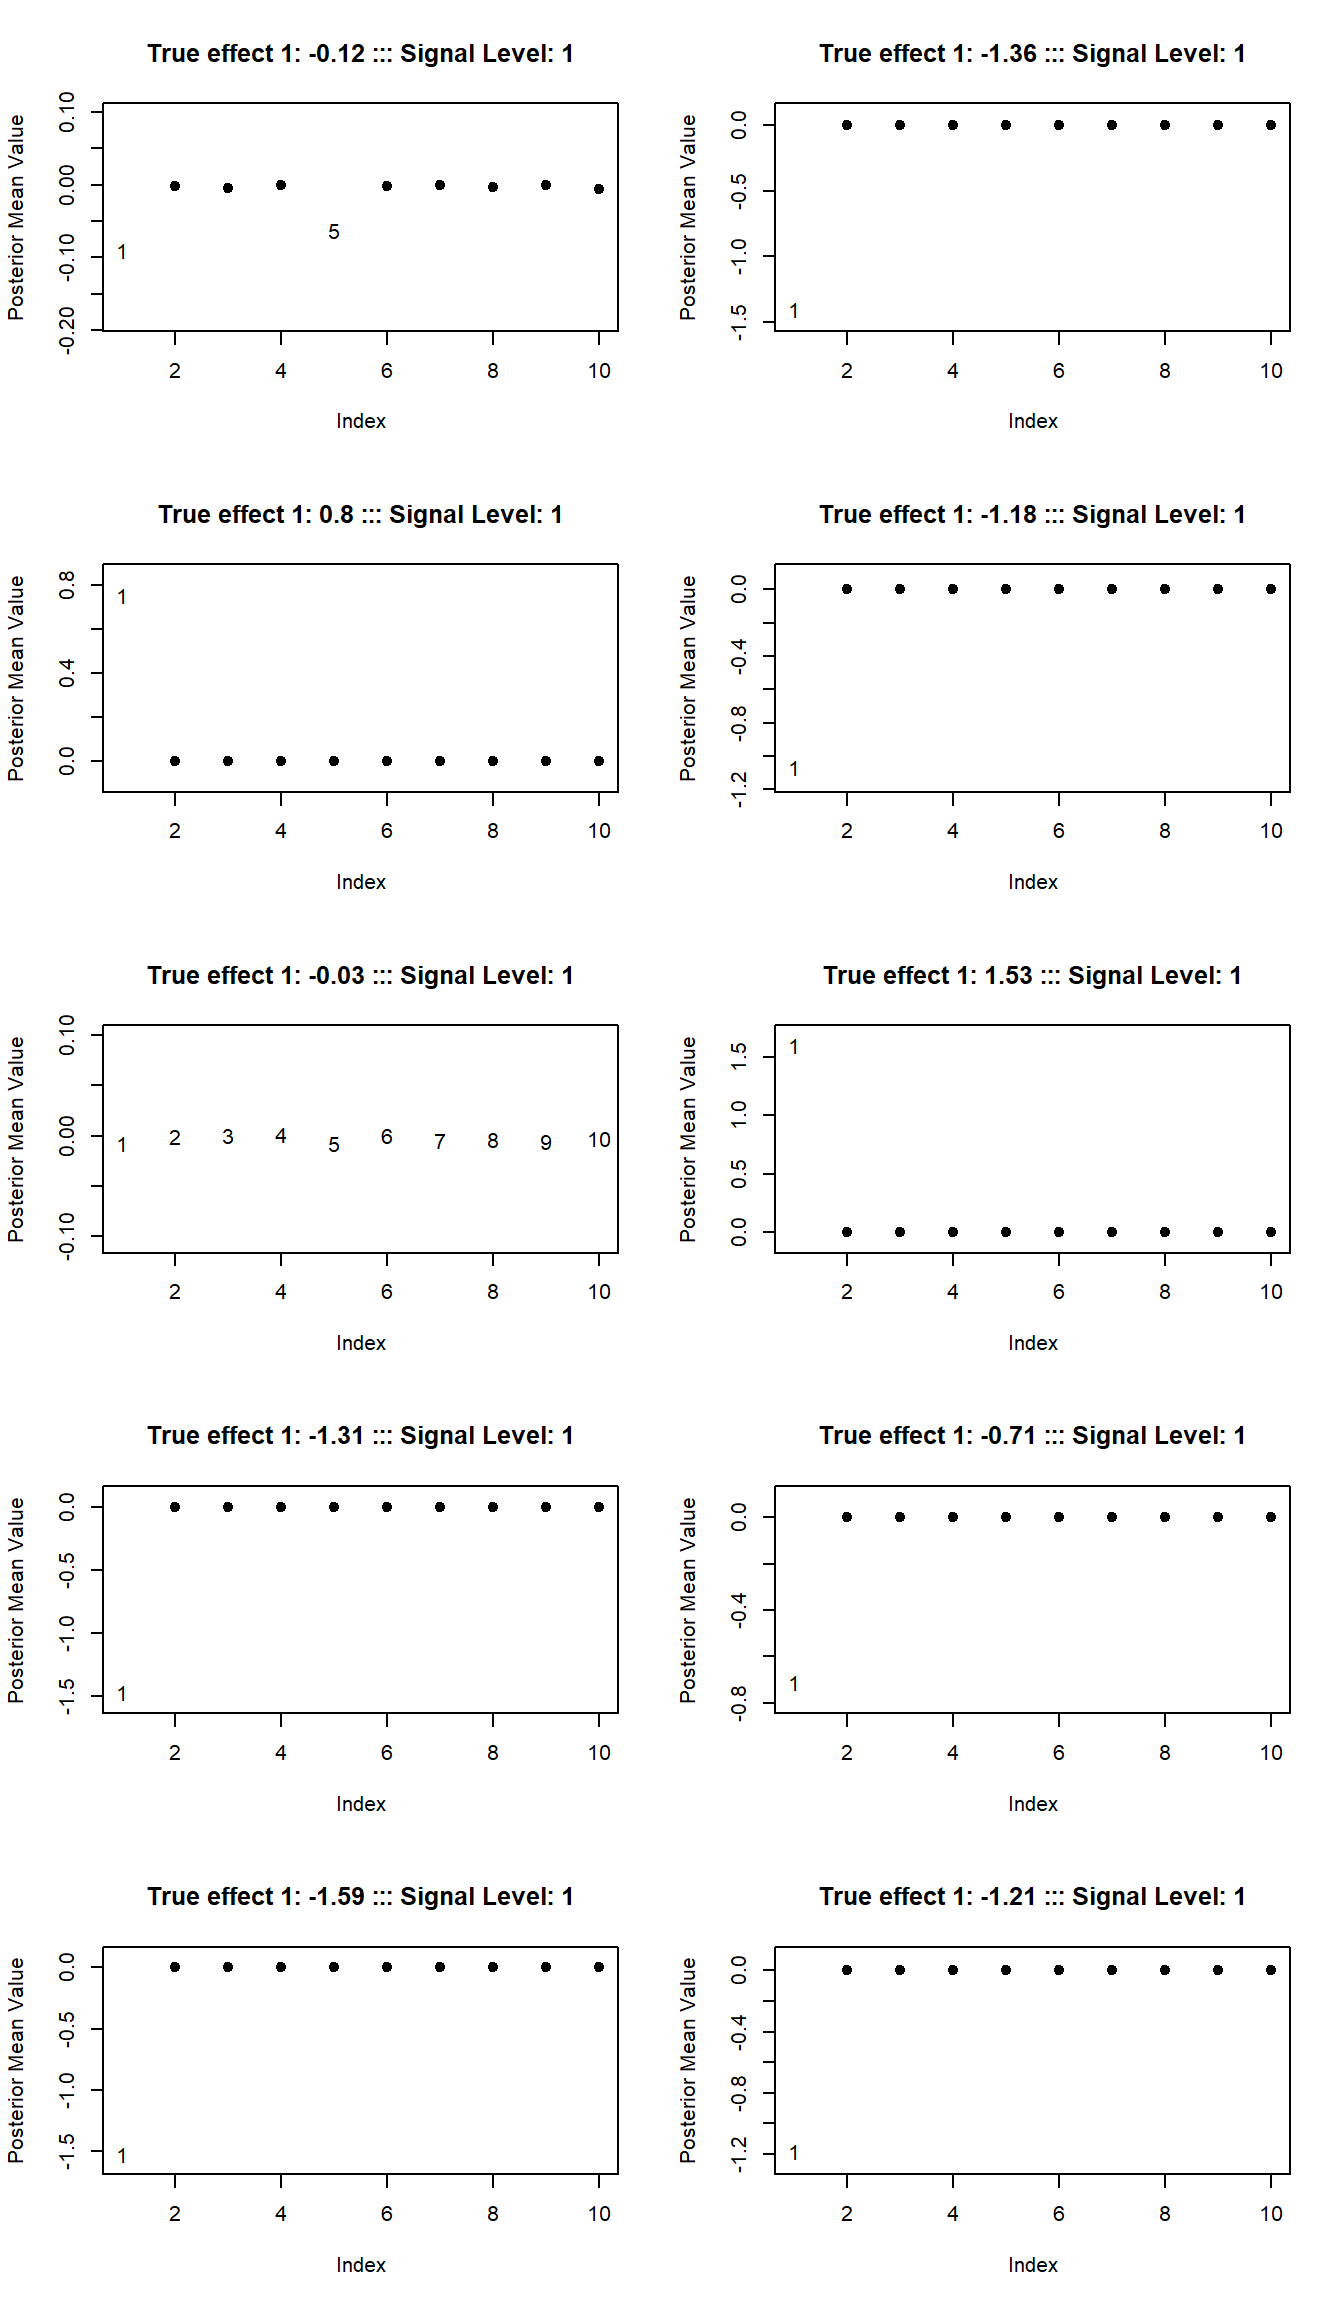 True effect 1: -0.12 ::: Signal Level: 1
Posterior Mean Value
0.10
0.00
-0.10
-0.20
1
5
2 4 6 8 10
Index
True effect 1: -1.36 ::: Signal Level: 1
Posterior Mean Value
0.0
-0.5
-1.0
-1.5
1
2 4 6 8 10
Index
True effect 1: 0.8 ::: Signal Level: 1
Posterior Mean Value
0.8
0.4
0.0
1
2 4 6 8 10
Index
True effect 1: -1.18 ::: Signal Level: 1
Posterior Mean Value
0.0
-0.4
-0.8
-1.2
1
2 4 6 8 10
Index
True effect 1: -0.03 ::: Signal Level: 1
Posterior Mean Value
0.10
0.00
-0.10
1 2 3 4 5 6 7 8 9 10
2 4 6 8 10
Index
True effect 1: 1.53 ::: Signal Level: 1
Posterior Mean Value
1.5
1.0
0.5
0.0
1
2 4 6 8 10
Index
True effect 1: -1.31 ::: Signal Level: 1
Posterior Mean Value
0.0
-0.5
-1.0
-1.5
1
2 4 6 8 10
Index
True effect 1: -0.71 ::: Signal Level: 1
Posterior Mean Value
0.0
-0.4
-0.8
1
2 4 6 8 10
Index
True effect 1: -1.59 ::: Signal Level: 1
Posterior Mean Value
0.0
-0.5
-1.0
-1.5
1
2 4 6 8 10
Index
True effect 1: -1.21 ::: Signal Level: 1
Posterior Mean Value
0.0
-0.4
-0.8
-1.2
1
2 4 6 8 10
Index